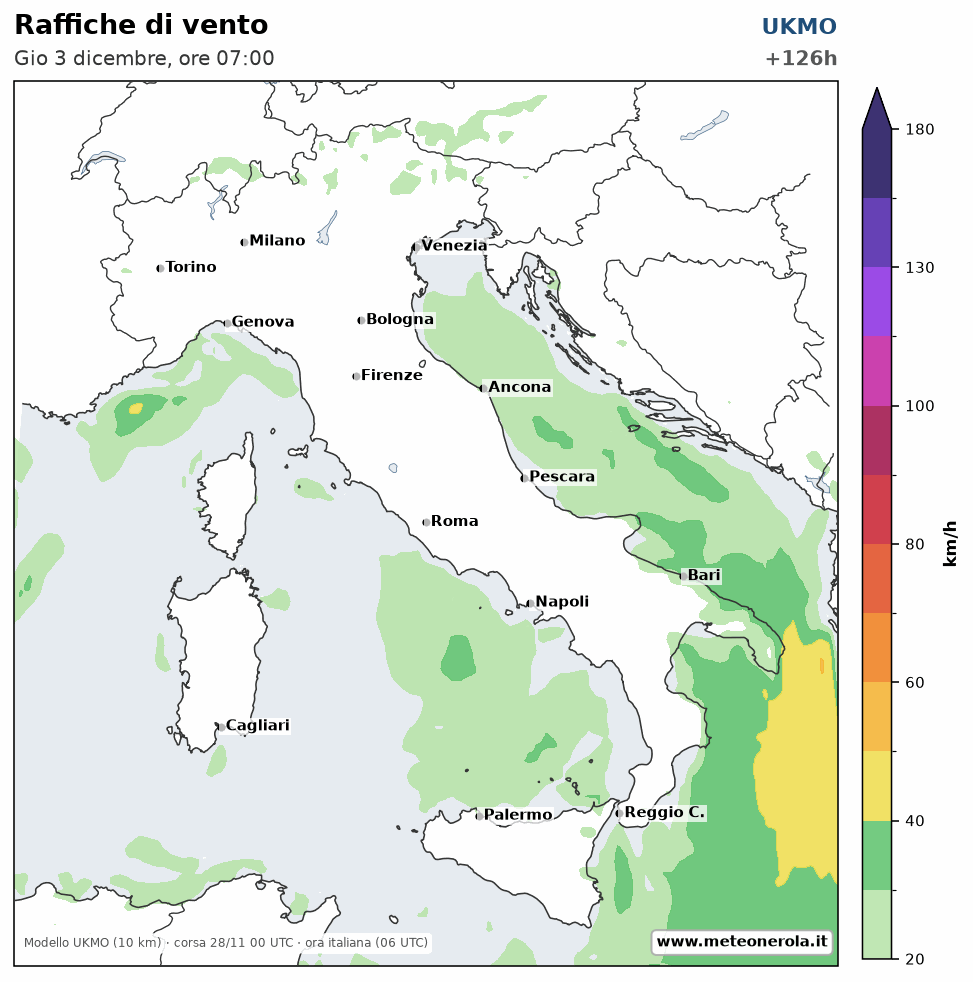 Raffiche di vento
UKMO
Gio 3 dicembre, ore 07:00
+126h
180
130
100
80
60
40
20
km/h
Milano
Venezia
Torino
Genova
Bologna
Firenze
Ancona
Pescara
Roma
Bari
Napoli
Cagliari
Palermo
Reggio C.
Modello UKMO (10 km) · corsa 28/11 00 UTC · ora italiana (06 UTC)
www.meteonerola.it